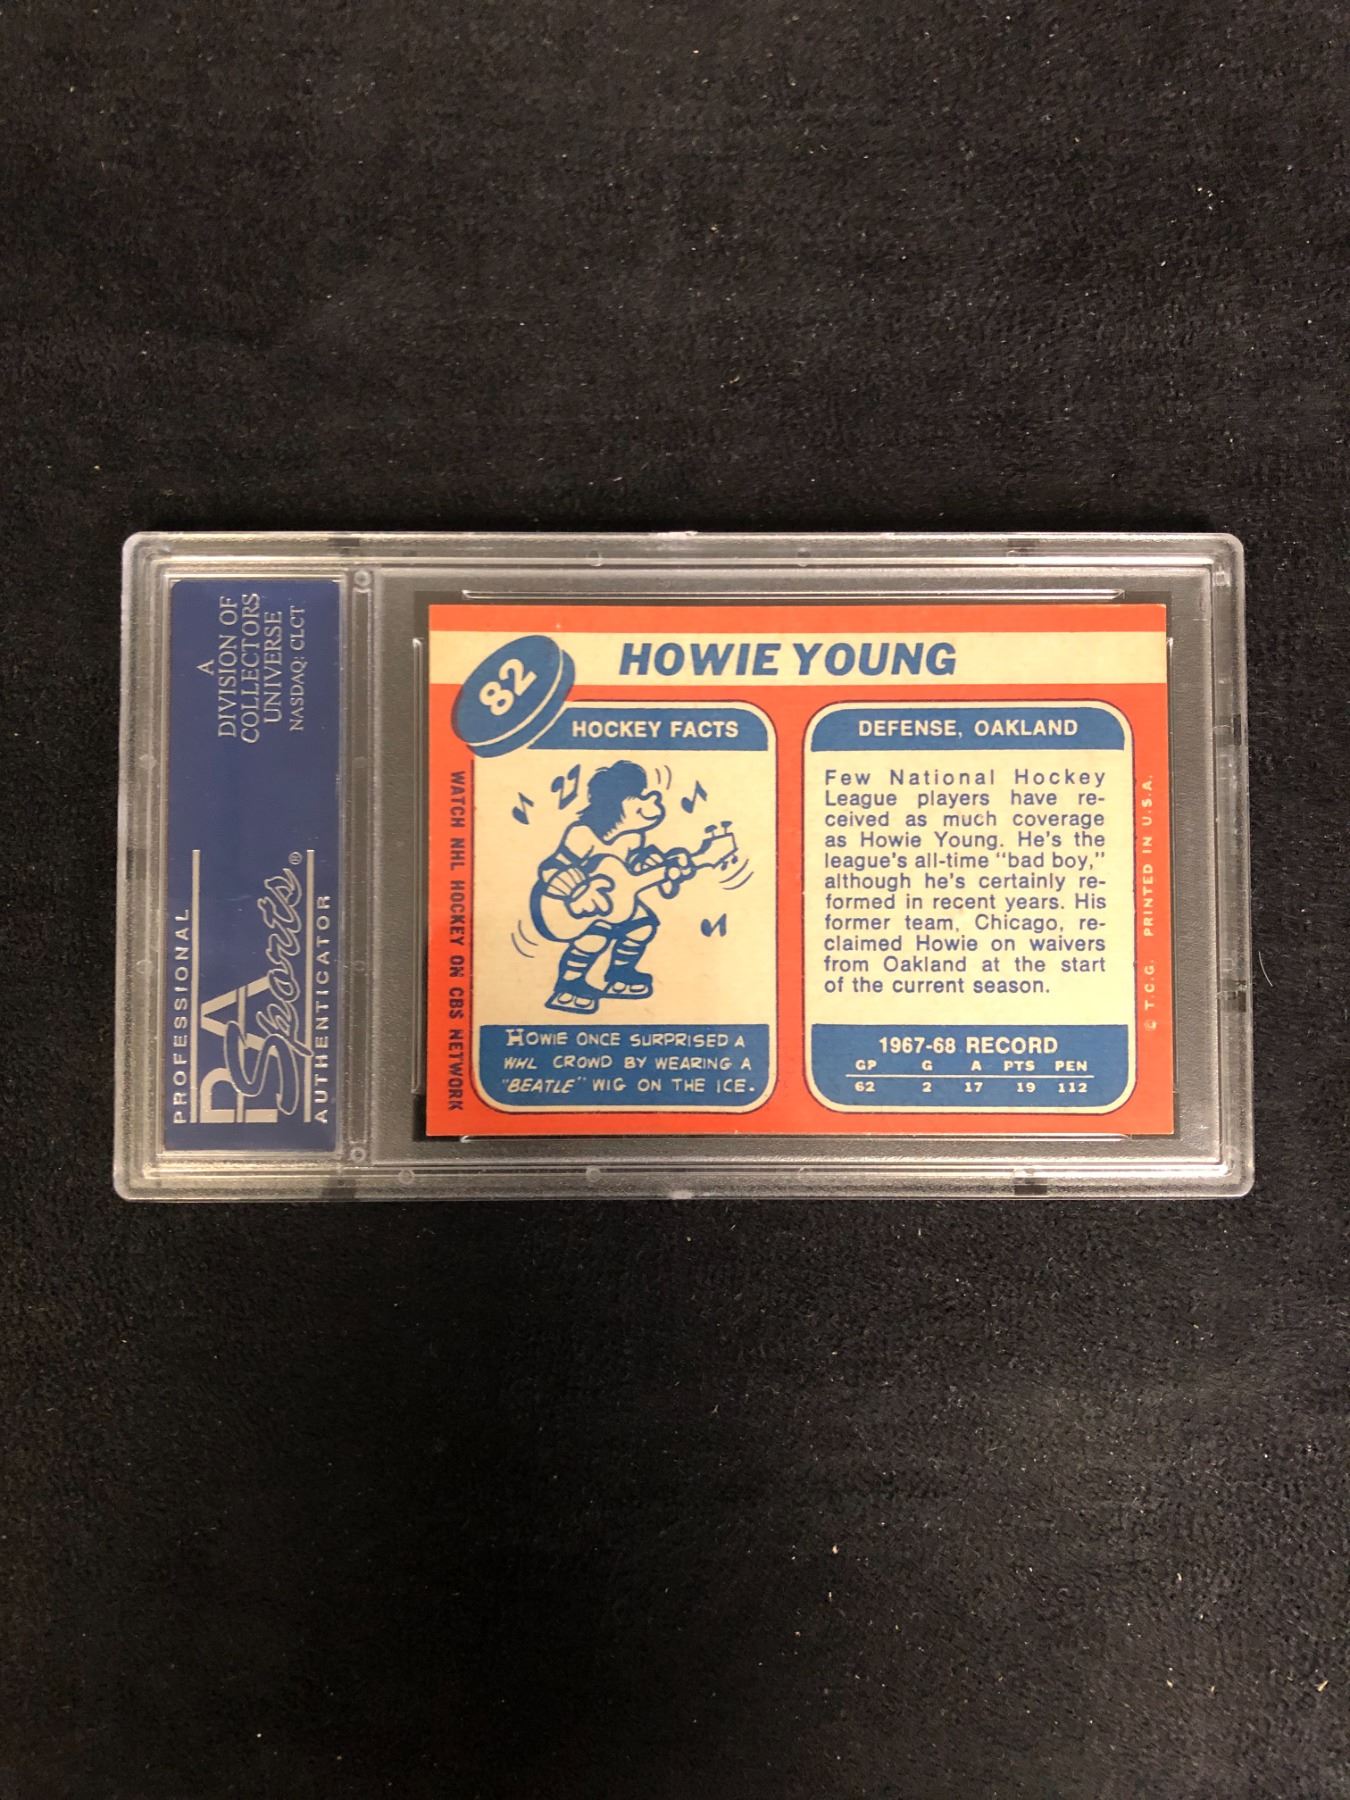 A
DIVISION OF
COLLECTORS
UNIVERSE
NASDAQ: CLCT
PROFESSIONAL
PSA
Sports®
AUTHENTICATOR
82
HOWIE YOUNG
HOCKEY FACTS
HOWIE ONCE SURPRISED A
WHL CROWD BY WEARING A
"BEATLE" WIG ON THE ICE.
WATCH NHL HOCKEY ON CBS NETWORK
DEFENSE, OAKLAND
Few National Hockey
League players have re-
ceived as much coverage
as Howie Young. He's the
league's all-time "bad boy,"
although he's certainly re-
formed in recent years. His
former team, Chicago, re-
claimed Howie on waivers
from Oakland at the start
of the current season.
1967-68 RECORD
GP G A PTS PEN
62 2 17 19 112
© T.C.G. PRINTED IN U.S.A.